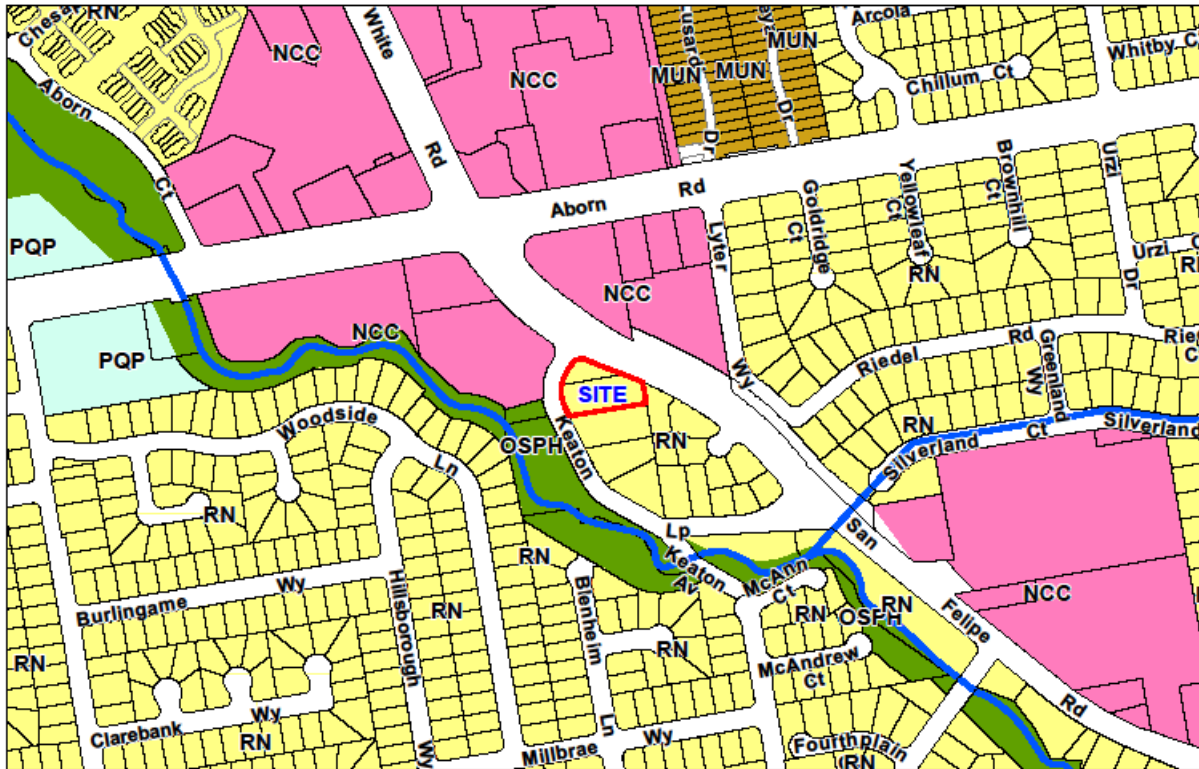 Chesap
RN
NCC
White
Rd
NCC
MUN
MUN
MUN
Lusard
Dr
Dr
Arcola
Whitby C
Chillum Ct
Aborn
Ct
PQP
Aborn
Rd
Lyter
Wy
Goldridge
Ct
Yellowleaf
Ct
Brownhill
Ct
Urzi
Dr
Urzi
RN
NCC
PQP
NCC
SITE
Riedel
Rd
Greenland
Wy
Woodside
Ln
OSPH
Keaton
Lp
RN
RN
Silverland
Ct
Silverland
RN
RN
San
Felipe
Rd
Keaton
Av
McAnn
Ct
Burlingame
Wy
Hillsborough
Wy
RN
Blenheim
Ln
RN
RN
OSPH
RN
NCC
RN
McAndrew
Ct
Clarebank
Wy
RN
Millbrae
Wy
Fourthplain
RN